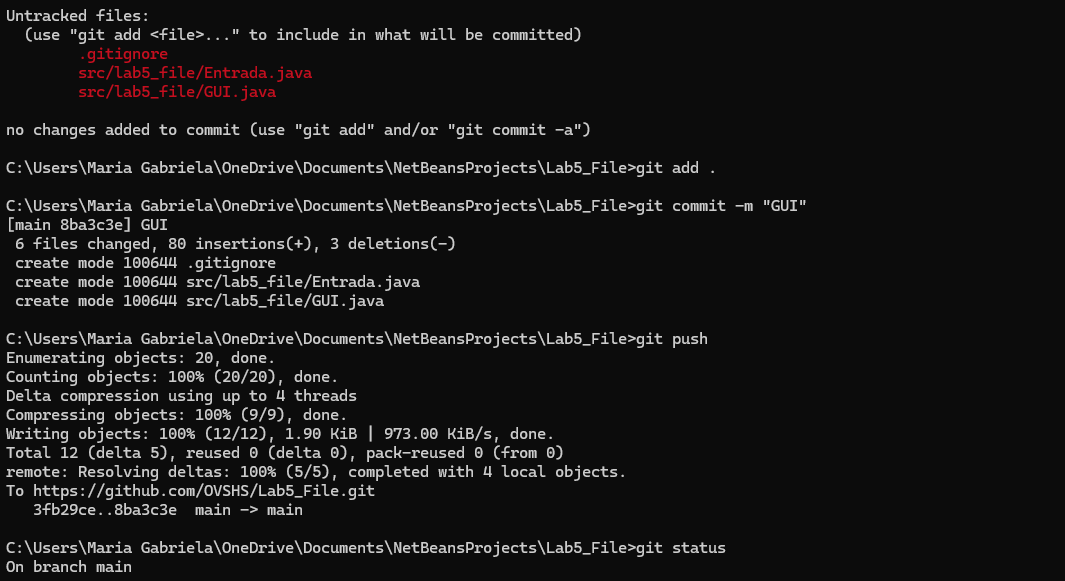 Untracked files:
  (use "git add <file>..." to include in what will be committed)
        .gitignore
        src/lab5_file/Entrada.java
        src/lab5_file/GUI.java

no changes added to commit (use "git add" and/or "git commit -a")

C:\Users\Maria Gabriela\OneDrive\Documents\NetBeansProjects\Lab5_File>git add .

C:\Users\Maria Gabriela\OneDrive\Documents\NetBeansProjects\Lab5_File>git commit -m "GUI"
[main 8ba3c3e] GUI
 6 files changed, 80 insertions(+), 3 deletions(-)
 create mode 100644 .gitignore
 create mode 100644 src/lab5_file/Entrada.java
 create mode 100644 src/lab5_file/GUI.java

C:\Users\Maria Gabriela\OneDrive\Documents\NetBeansProjects\Lab5_File>git push
Enumerating objects: 20, done.
Counting objects: 100% (20/20), done.
Delta compression using up to 4 threads
Compressing objects: 100% (9/9), done.
Writing objects: 100% (12/12), 1.90 KiB | 973.00 KiB/s, done.
Total 12 (delta 5), reused 0 (delta 0), pack-reused 0 (from 0)
remote: Resolving deltas: 100% (5/5), completed with 4 local objects.
To https://github.com/OVSHS/Lab5_File.git
   3fb29ce..8ba3c3e  main -> main

C:\Users\Maria Gabriela\OneDrive\Documents\NetBeansProjects\Lab5_File>git status
On branch main